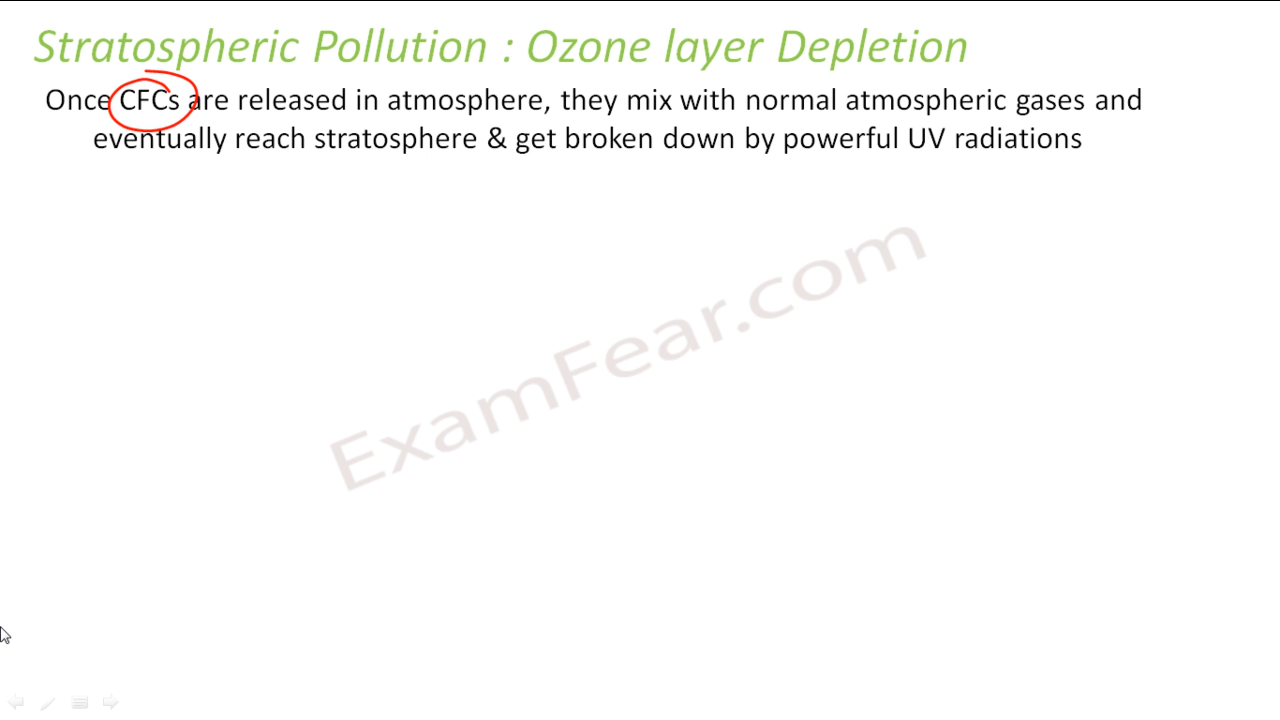 Stratospheric Pollution : Ozone layer Depletion
Once CFCs are released in atmosphere, they mix with normal atmospheric gases and
eventually reach stratosphere & get broken down by powerful UV radiations
ExamFear.com